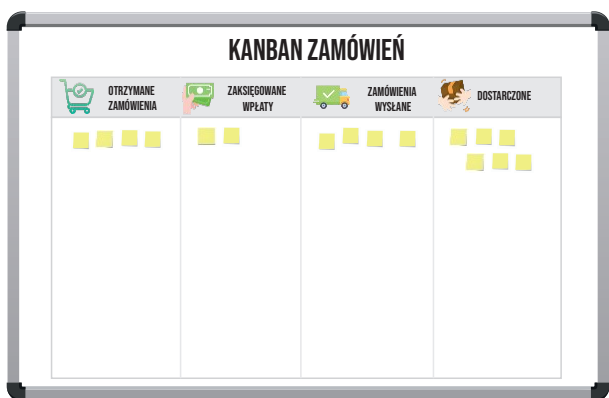 KANBAN ZAMÓWIEŃ
OTRZYMANE
ZAMÓWIENIA
ZAKSIĘGOWANE
WPŁATY
ZAMÓWIENIA
WYSŁANE
DOSTARCZONE